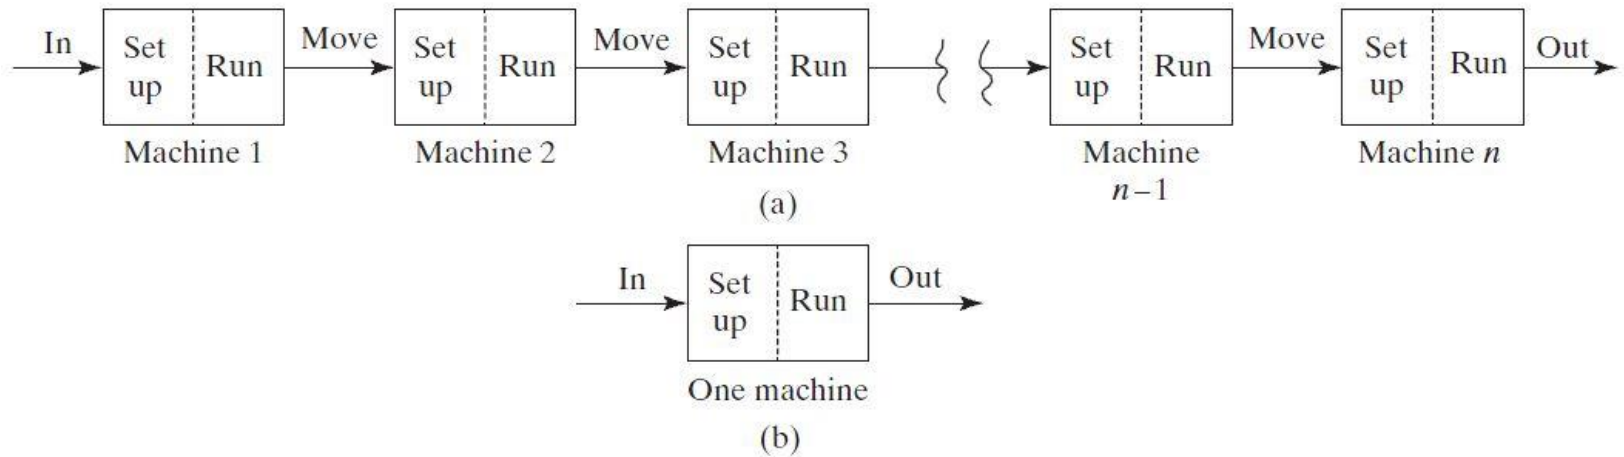 In
Set
up
Run
Move
Set
up
Run
Move
Set
up
Run
Set
up
Run
Move
Set
up
Run
Out
Machine 1
Machine 2
Machine 3
Machine
n–1
Machine n
(a)
In
Set
up
Run
Out
One machine
(b)